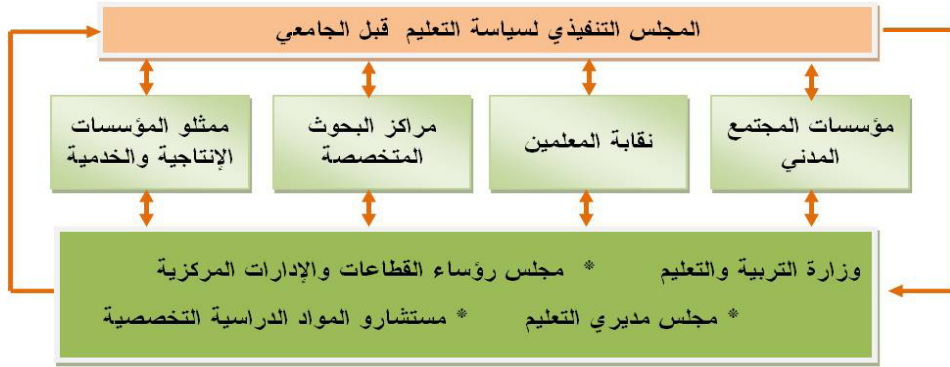 المجلس التنفيذي لسياسة التعليم قبل الجامعي
مؤسسات المجتمع
المدني
نقابة المعلمين
مراكز البحوث
المتخصصة
ممثلو المؤسسات
الإنتاجية والخدمية
وزارة التربية والتعليم * مجلس رؤساء القطاعات والإدارات المركزية
* مجلس مديري التعليم * مستشارو المواد الدراسية التخصصية